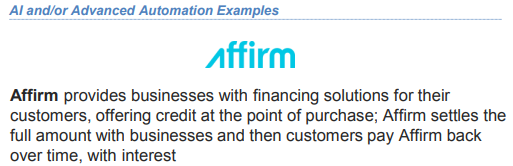 AI and/or Advanced Automation Examples
affirm
Affirm provides businesses with financing solutions for their
customers, offering credit at the point of purchase; Affirm settles the
full amount with businesses and then customers pay Affirm back
over time, with interest